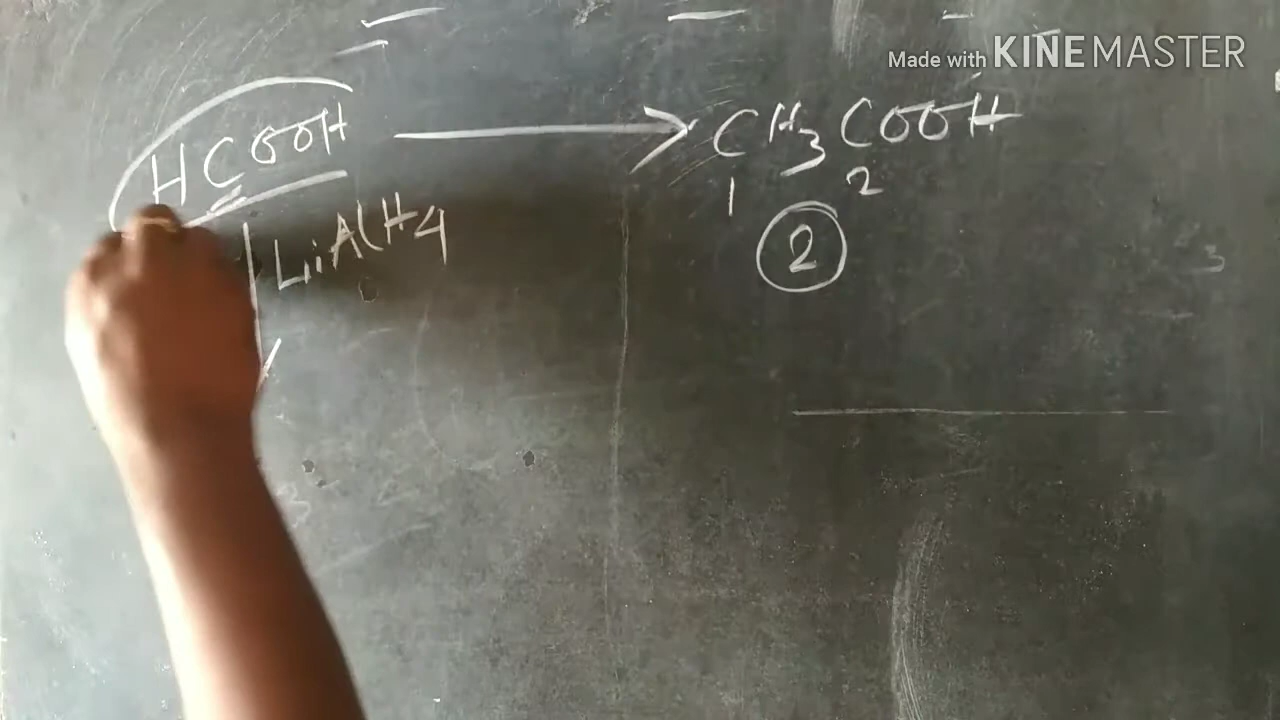 Made with KINEMASTER
HCOOH → CH3COOH
1 2
2
LiAlH4